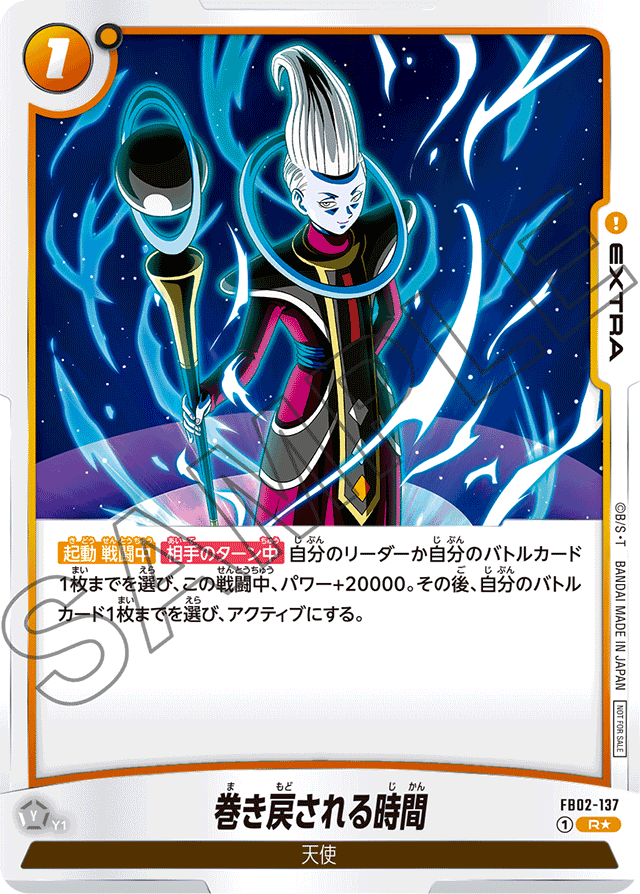 1
EXTRA
SAMPLE
起動 戦闘中 相手のターン中 自分のリーダーか自分のバトルカード
1枚までを選び、この戦闘中、パワー+20000。その後、自分のバトル
カード1枚までを選び、アクティブにする。
©B/S・T BANDAI MADE IN JAPAN
NOT FOR SALE
Y Y1
巻き戻される時間
FB02-137
1 R★
天使